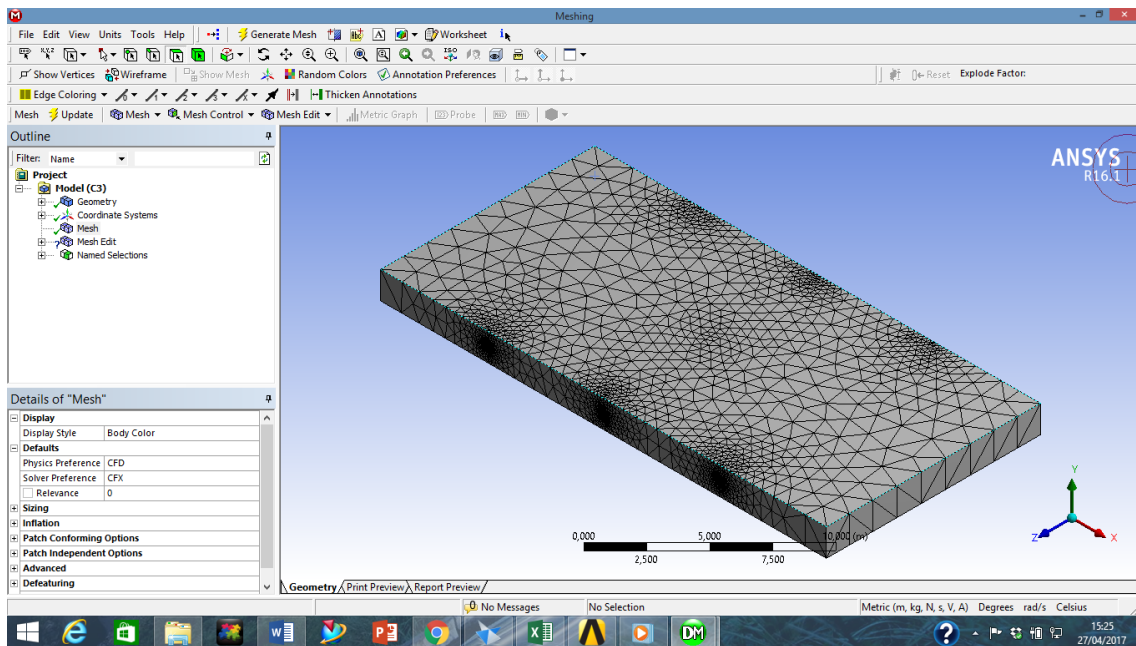 Meshing
File Edit View Units Tools Help Generate Mesh A Worksheet
Show Vertices Wireframe Show Mesh Random Colors Annotation Preferences Reset Explode Factor:
Edge Coloring Thicken Annotations
Mesh Update Mesh Mesh Control Mesh Edit Metric Graph Probe
Outline
Filter: Name
Project
Model (C3)
Geometry
Coordinate Systems
Mesh
Mesh Edit
Named Selections
Details of "Mesh"
Display
Display Style Body Color
Defaults
Physics Preference CFD
Solver Preference CFX
Relevance 0
Sizing
Inflation
Patch Conforming Options
Patch Independent Options
Advanced
Defeaturing
ANSYS
R16.1
0,000 5,000 10,000 (m)
2,500 7,500
Y
Z X
Geometry Print Preview Report Preview
0 No Messages No Selection Metric (m, kg, N, s, V, A) Degrees rad/s Celsius
DM
15:25
27/04/2017